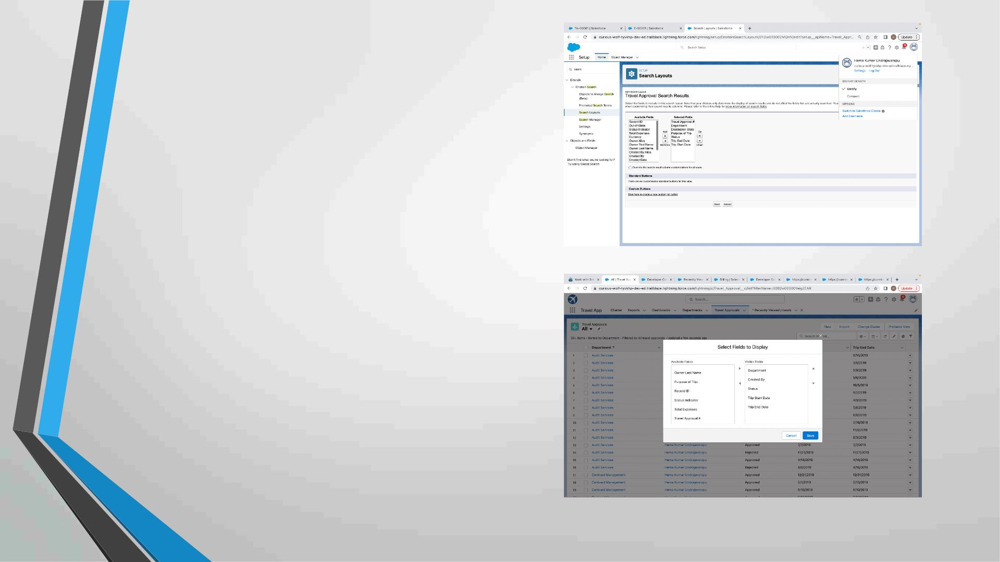 TA-00001 | Salesforce
E-00001 | Salesforce
Search Layouts | Salesforce
curious-wolf-tyvkhp-dev-ed.trailblaze.lightning.force.com/lightning/setup/EinsteinSearchLayouts/01I2w000002MQmV/edit?setup__apiName=Travel_Appr...
Update
Search Setup
Setup
Home
Object Manager
searc
Einstein
Einstein Search
Objects to Always Search
(Beta)
Promoted Search Terms
Search Layouts
Search Manager
Settings
Synonyms
Objects and Fields
Object Manager
Didn't find what you're looking for?
Try using Global Search.
SETUP
Search Layouts
Edit Search Layout
Travel Approval Search Results
Select the fields to include in this search layout. Note that your choices only determine the display of search results and do not affect the fields that are actually searched. Your
when customizing their search results columns. Please refer to the online help for more information on search fields.
Available Fields
Record ID
Out-of-State
Status Indicator
Total Expenses
Currency
Owner Alias
Owner First Name
Owner Last Name
Created By Alias
Created By
Created Date
Add
Remove
Selected Fields
Travel Approval #
Department
Destination State
Purpose of Trip
Status
Trip End Date
Trip Start Date
Up
Down
Override the search result column customizations for all users
Standard Buttons
There are no customizable standard buttons for this view.
Custom Buttons
Click here to create a new custom list button
Save
Cancel
Hema Kumar Undrajavarapu
curious-wolf-tyvkhp-dev-ed.trailblaze.my....
Settings
Log Out
DISPLAY DENSITY
Comfy
Compact
OPTIONS
Switch to Salesforce Classic
Add Username
Work with Sch
All | Travel Ap
Developer Co
Recently View
Billing | Sales
Developer Co
https://cunnin
https://cunnin
https://cunnin
curious-wolf-tyvkhp-dev-ed.trailblaze.lightning.force.com/lightning/o/Travel_Approval__c/list?filterName=00B2w00000YeigZEAR
Update
Search...
Travel App
Chatter
Reports
Dashboards
Departments
Travel Approvals
* Recently Viewed | Leads
Travel Approvals
All
New
Import
Change Owner
Printable View
50+ items • Sorted by Department • Filtered by All travel approvals • Updated a few seconds ago
Search this list...
Department
Trip End Date
1 Audit Services 8/14/2019
2 Audit Services 3/5/2019
3 Audit Services 5/9/2019
4 Audit Services 1/9/2020
5 Audit Services 10/5/2019
6 Audit Services 9/2/2019
7 Audit Services 4/9/2019
8 Audit Services 7/8/2019
9 Audit Services 8/6/2019
10 Audit Services 2/19/2019
11 Audit Services 11/6/2019
12 Audit Services 6/3/2019
13 Audit Services Hema Kumar Undrajavarapu Approved 7/7/2019 7/7/2019
14 Audit Services Hema Kumar Undrajavarapu Rejected 11/21/2019 11/27/2019
15 Audit Services Hema Kumar Undrajavarapu Approved 4/14/2019 4/14/2019
16 Audit Services Hema Kumar Undrajavarapu Rejected 4/6/2019 4/18/2019
17 Contract Management Hema Kumar Undrajavarapu Approved 12/21/2019 12/31/2019
18 Contract Management Hema Kumar Undrajavarapu Approved 5/7/2019 5/13/2019
19 Contract Management Hema Kumar Undrajavarapu Approved 5/10/2019 5/10/2019
Select Fields to Display
Available Fields
Owner Last Name
Purpose of Trip
Record ID
Status Indicator
Total Expenses
Travel Approval #
Visible Fields
Department
Created By
Status
Trip Start Date
Trip End Date
Cancel
Save